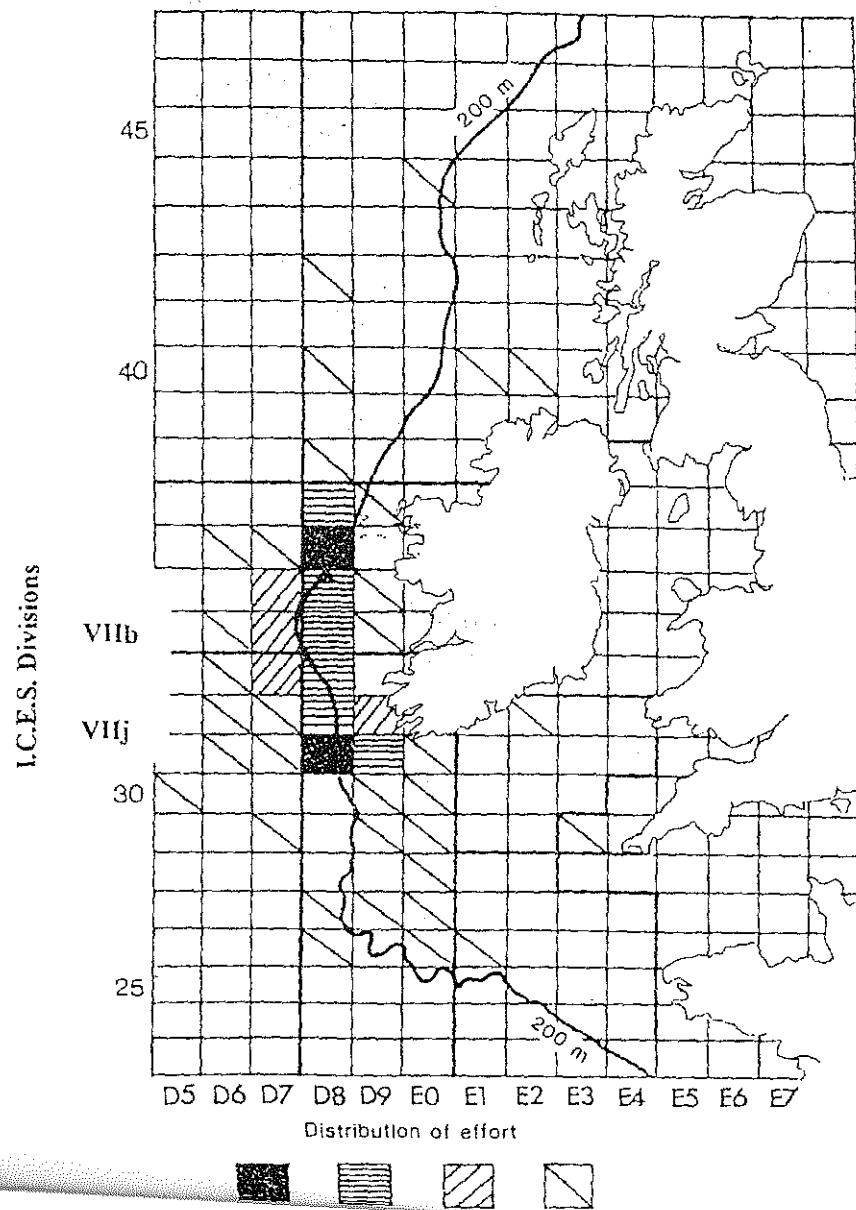 200 m
45
40
I.C.E.S. Divisions
VIIb
VIIj
30
25
200 m
D5 D6 D7 D8 D9 E0 E1 E2 E3 E4 E5 E6 E7
Distribution of effort